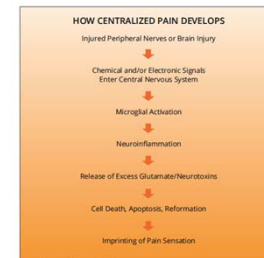 HOW CENTRALIZED PAIN DEVELOPS
Injured Peripheral Nerves or Brain Injury
Chemical and/or Electronic Signals
Enter Central Nervous System
Microglial Activation
Neuroinflammation
Release of Excess Glutamate/Neurotoxins
Cell Death, Apoptosis, Reformation
Imprinting of Pain Sensation